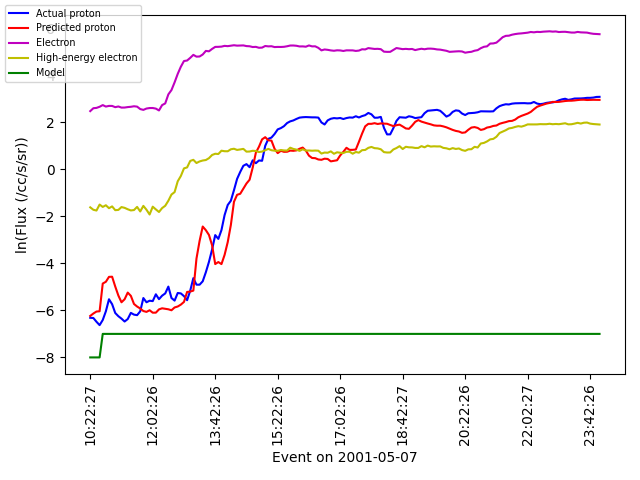 Actual proton
Predicted proton
Electron
High-energy electron
Model
ln(Flux (/cc/s/sr))
2
0
−2
−4
−6
−8
10:22:27
12:02:26
13:42:26
15:22:26
17:02:26
18:42:27
20:22:26
22:02:27
23:42:26
Event on 2001-05-07